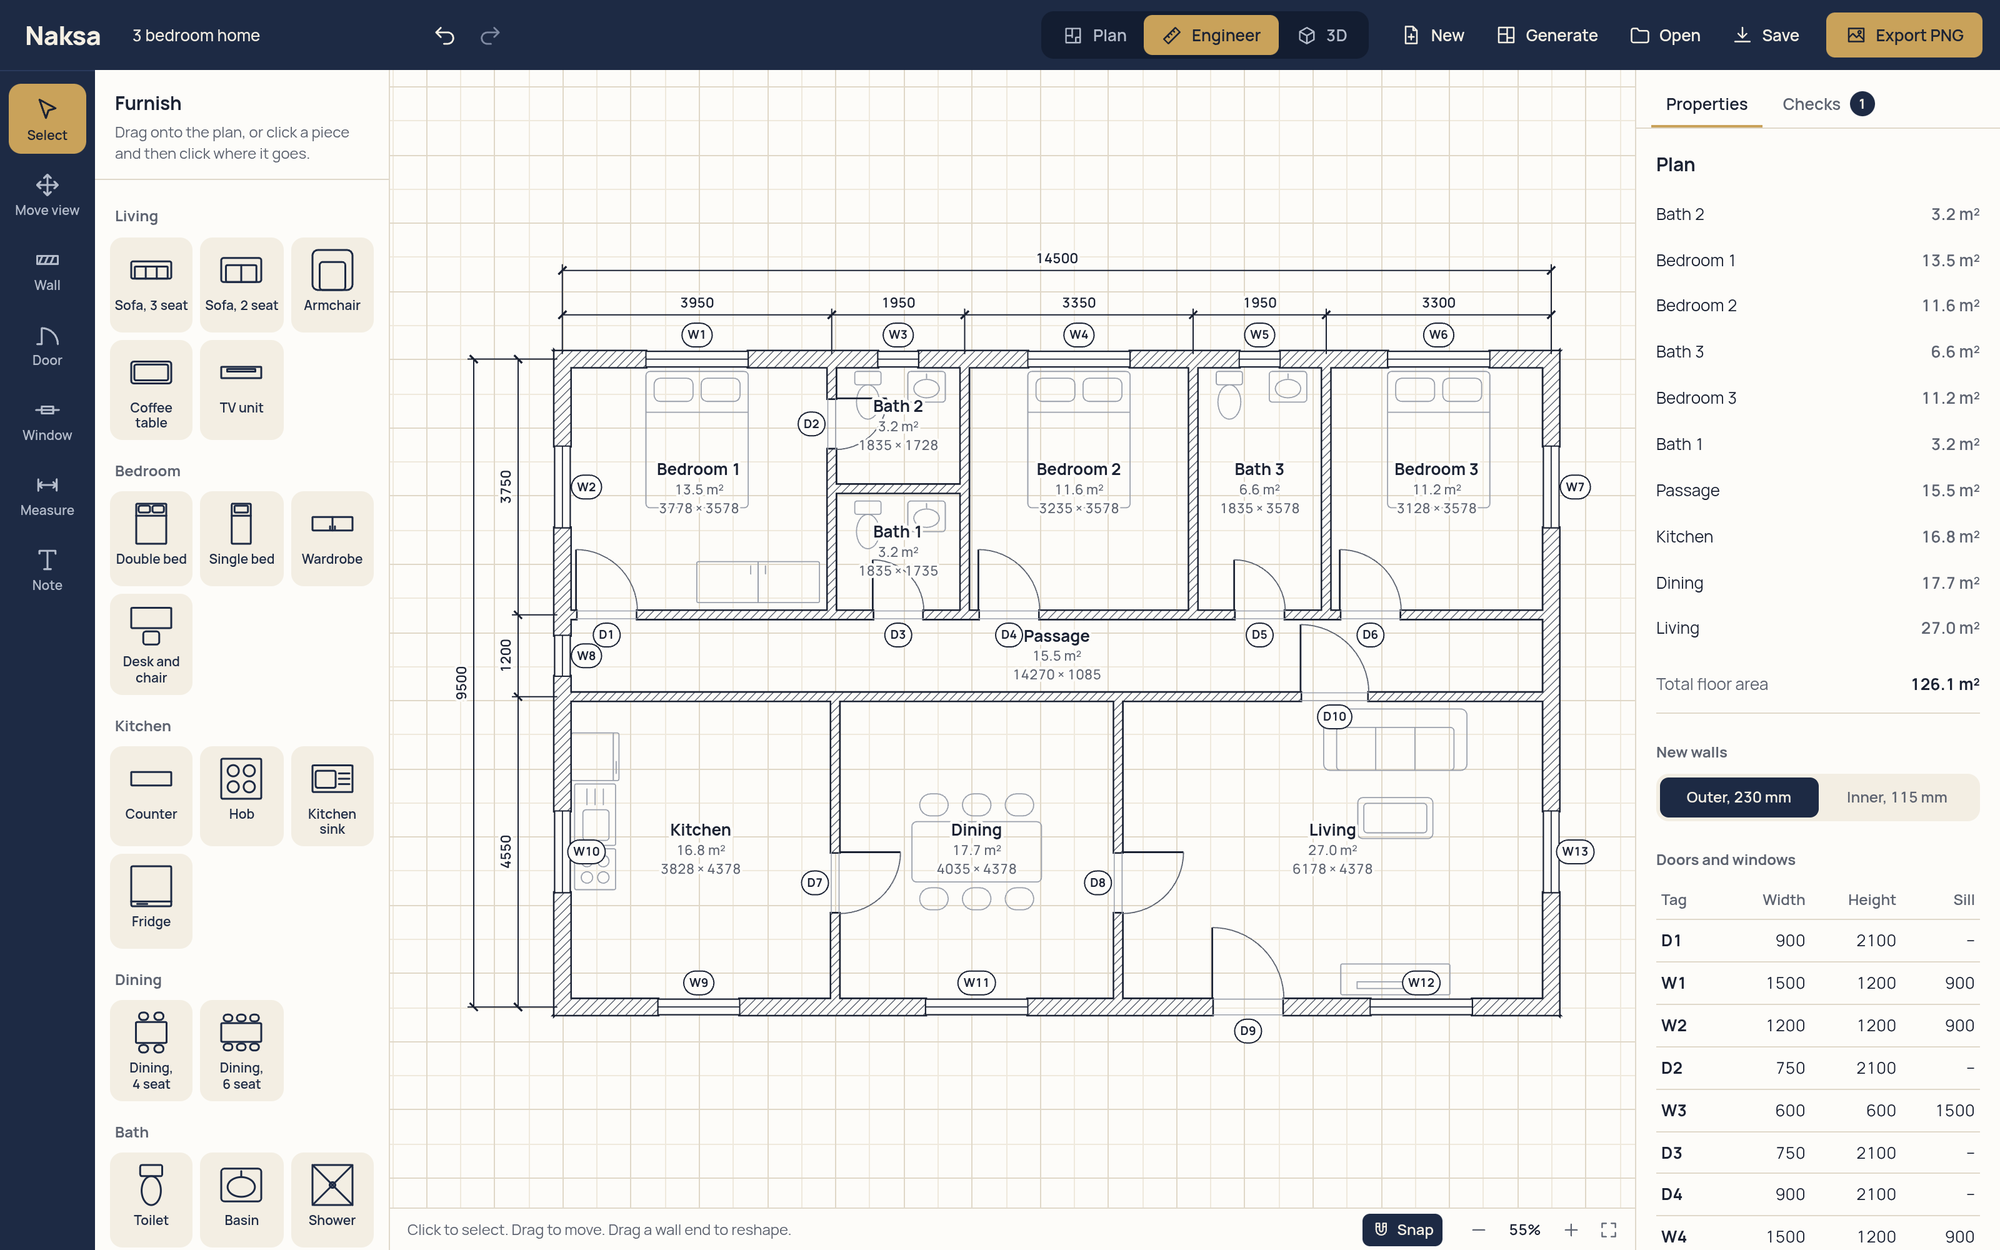 Naksa
3 bedroom home
Plan
Engineer
3D
New
Generate
Open
Save
Export PNG
Select
Move view
Wall
Door
Window
Measure
Note
Furnish
Drag onto the plan, or click a piece
and then click where it goes.
Living
Sofa, 3 seat
Sofa, 2 seat
Armchair
Coffee
table
TV unit
Bedroom
Double bed
Single bed
Wardrobe
Desk and
chair
Kitchen
Counter
Hob
Kitchen
sink
Fridge
Dining
Dining,
4 seat
Dining,
6 seat
Bath
Toilet
Basin
Shower
14500
3950
1950
3350
1950
3300
W1
W3
W4
W5
W6
9500
3750
1200
4550
Bedroom 1
13.5 m²
3778 × 3578
Bath 2
3.2 m²
1835 × 1728
Bath 1
3.2 m²
1835 × 1735
Bedroom 2
11.6 m²
3235 × 3578
Bath 3
6.6 m²
1835 × 3578
Bedroom 3
11.2 m²
3128 × 3578
D2
W2
W7
D1
D3
D4
D5
D6
W8
Passage
15.5 m²
14270 × 1085
D10
Kitchen
16.8 m²
3828 × 4378
Dining
17.7 m²
4035 × 4378
Living
27.0 m²
6178 × 4378
W10
D7
D8
W13
W9
W11
W12
D9
Click to select. Drag to move. Drag a wall end to reshape.
Snap
55%
Properties
Checks 1
Plan
Bath 2 3.2 m²
Bedroom 1 13.5 m²
Bedroom 2 11.6 m²
Bath 3 6.6 m²
Bedroom 3 11.2 m²
Bath 1 3.2 m²
Passage 15.5 m²
Kitchen 16.8 m²
Dining 17.7 m²
Living 27.0 m²
Total floor area 126.1 m²
New walls
Outer, 230 mm
Inner, 115 mm
Doors and windows
Tag Width Height Sill
D1 900 2100 –
W1 1500 1200 900
W2 1200 1200 900
D2 750 2100 –
W3 600 600 1500
D3 750 2100 –
D4 900 2100 –
W4 1500 1200 900